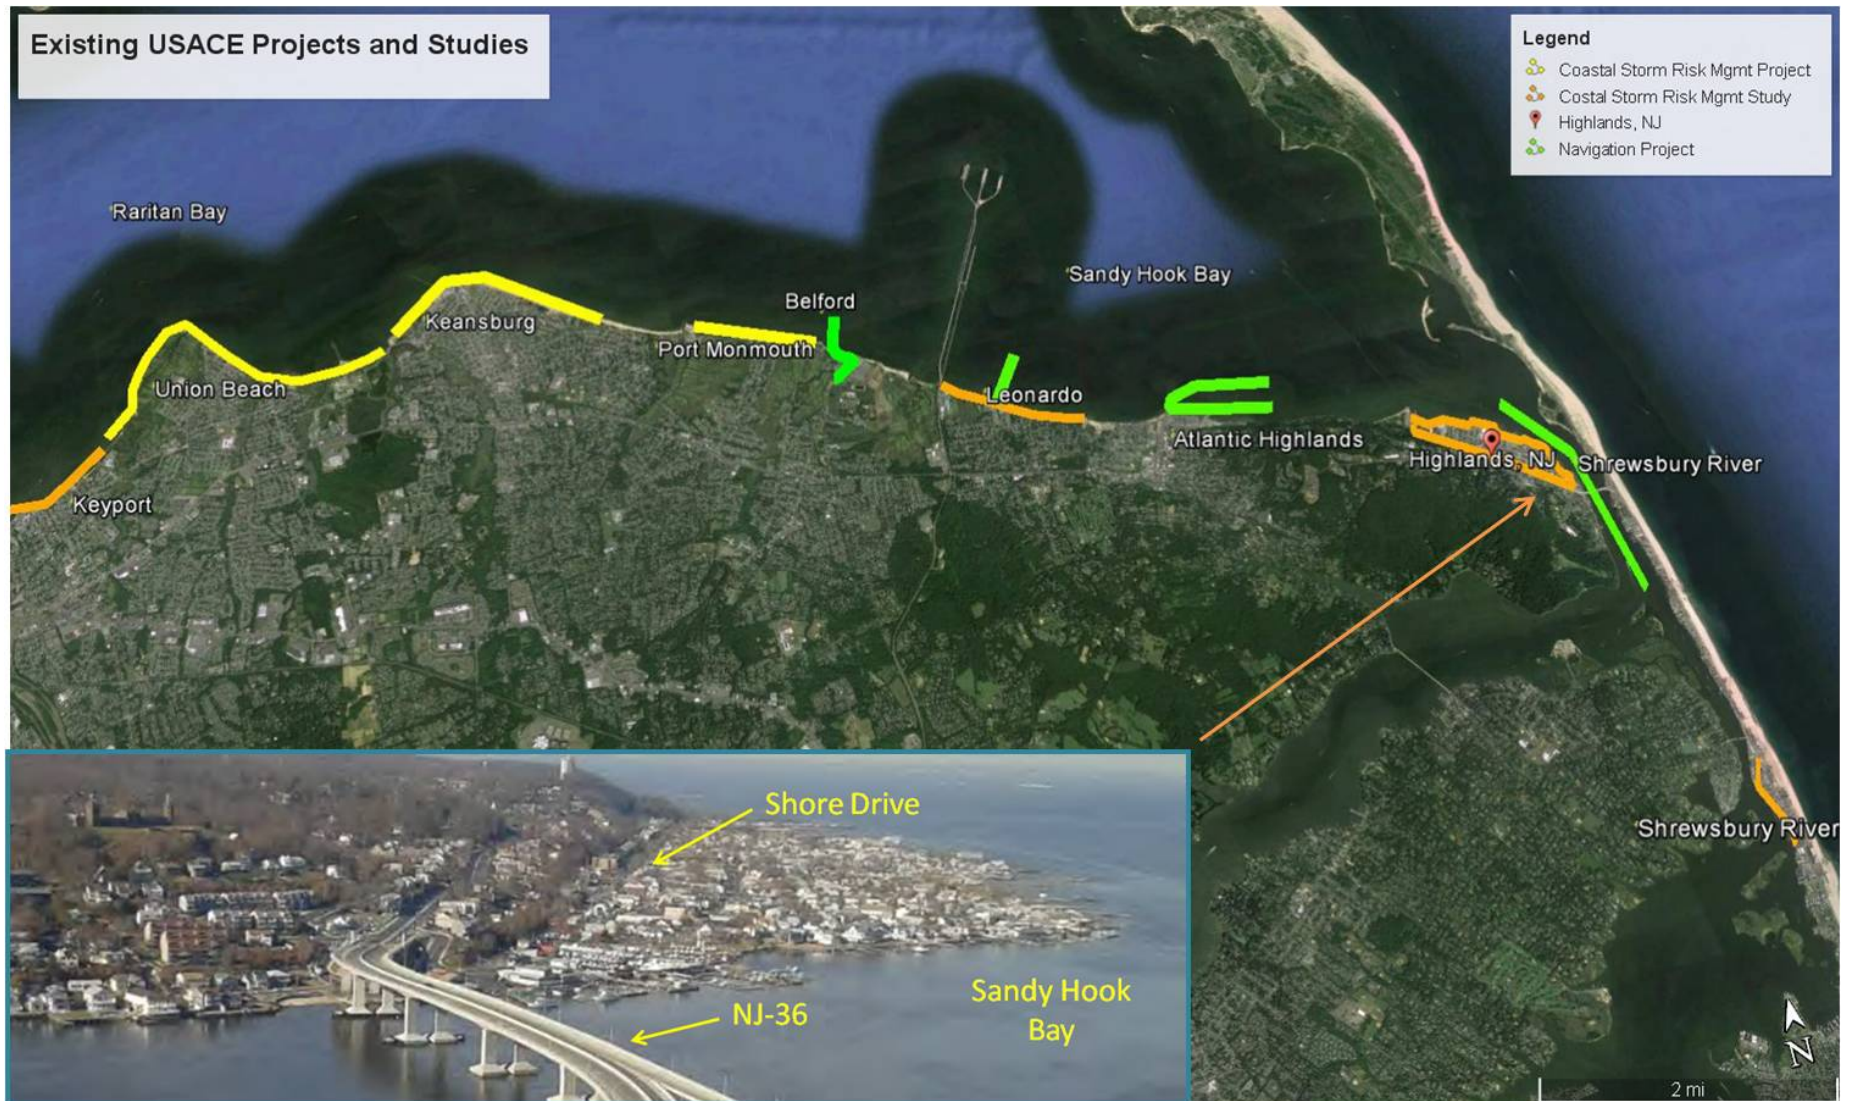 Existing USACE Projects and Studies
Legend
Coastal Storm Risk Mgmt Project
Costal Storm Risk Mgmt Study
Highlands, NJ
Navigation Project
Raritan Bay
Sandy Hook Bay
Belford
Keansburg
Port Monmouth
Union Beach
Leonardo
Atlantic Highlands
Highlands, NJ
Shrewsbury River
Keyport
Shore Drive
Shrewsbury River
Sandy Hook
Bay
NJ-36
N
2 mi